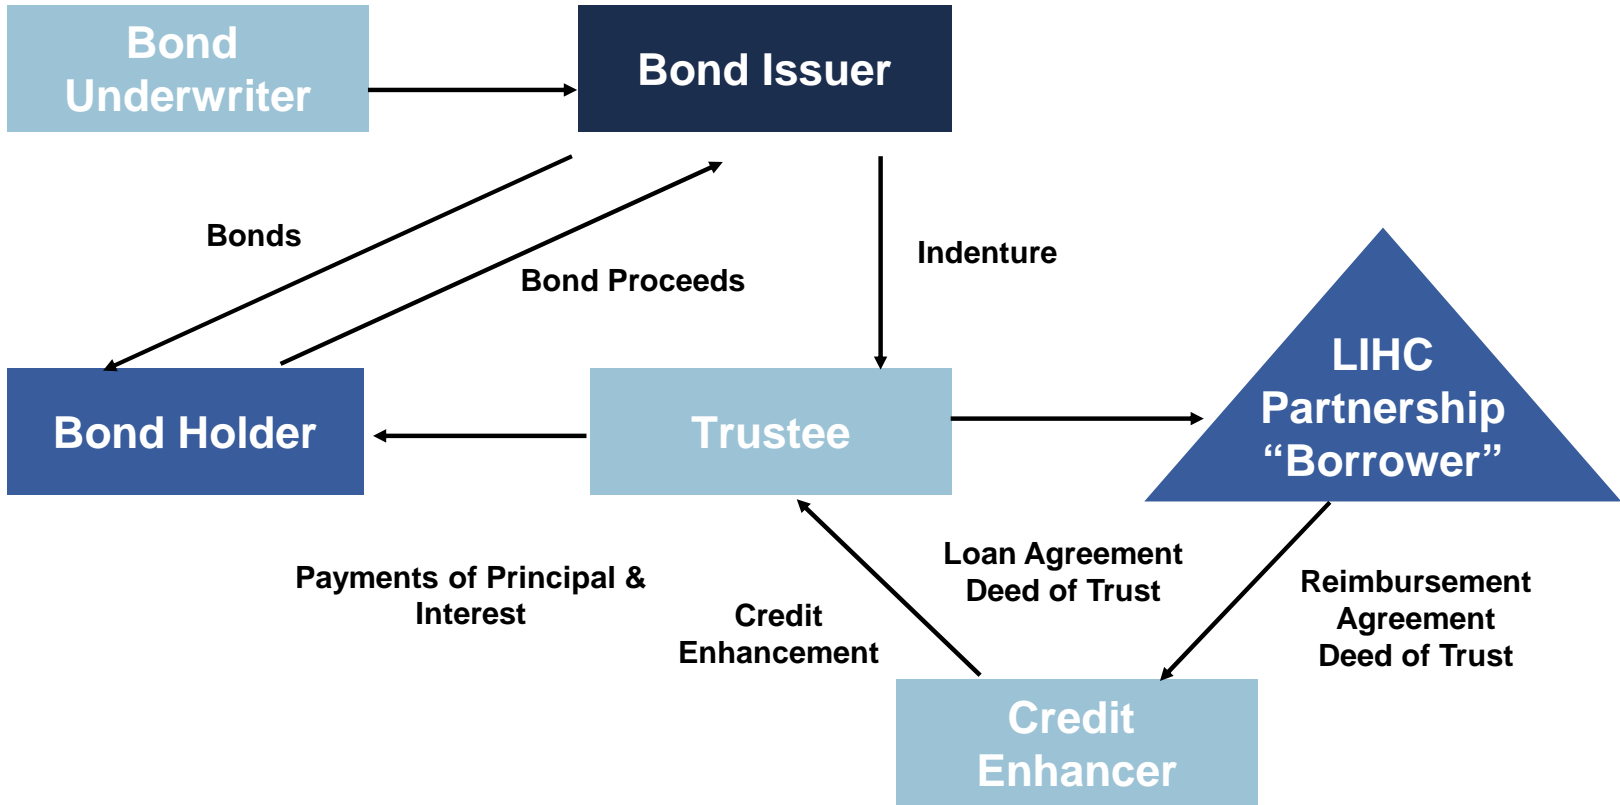 Bond
Underwriter
Bond Issuer
Bonds
Bond Proceeds
Indenture
Bond Holder
Trustee
LIHC
Partnership
“Borrower”
Payments of Principal &
Interest
Credit
Enhancement
Loan Agreement
Deed of Trust
Reimbursement
Agreement
Deed of Trust
Credit
Enhancer